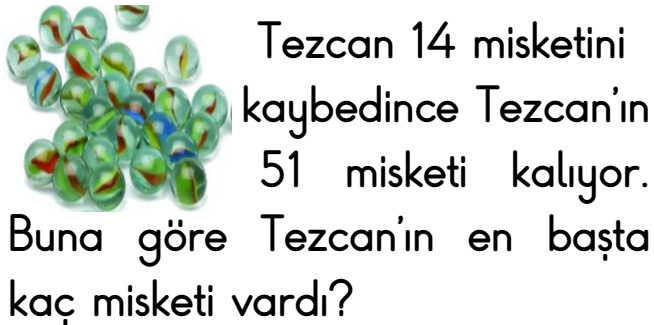 Tezcan 14 misketini
kaybedince Tezcan'ın
51 misketi kalıyor.
Buna göre Tezcan'ın en başta
kaç misketi vardı?